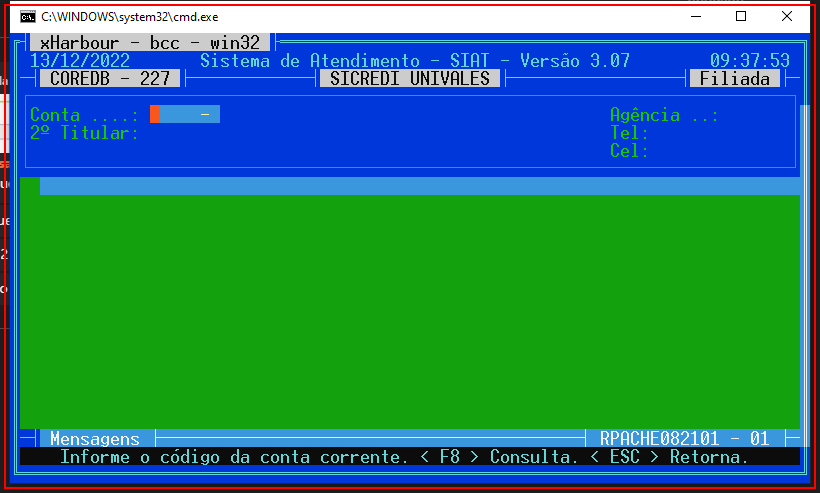 C:\WINDOWS\system32\cmd.exe
xHarbour - bcc - win32
13/12/2022 Sistema de Atendimento - SIAT - Versão 3.07 09:37:53
COREDB - 227 SICREDI UNIVALES Filiada
Conta ....: - Agência ..:
2º Titular: Tel:
Cel:
Mensagens RPACHE082101 - 01
Informe o código da conta corrente. < F8 > Consulta. < ESC > Retorna.